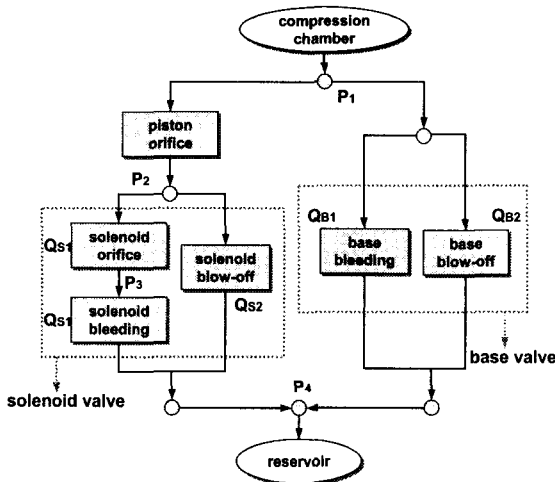 compression
chamber
P1
piston
orifice
P2
QB1
QB2
QS1
solenoid
orifice
solenoid
blow-off
base
bleeding
base
blow-off
P3
QS1
solenoid
bleeding
QS2
base valve
solenoid valve
P4
reservoir